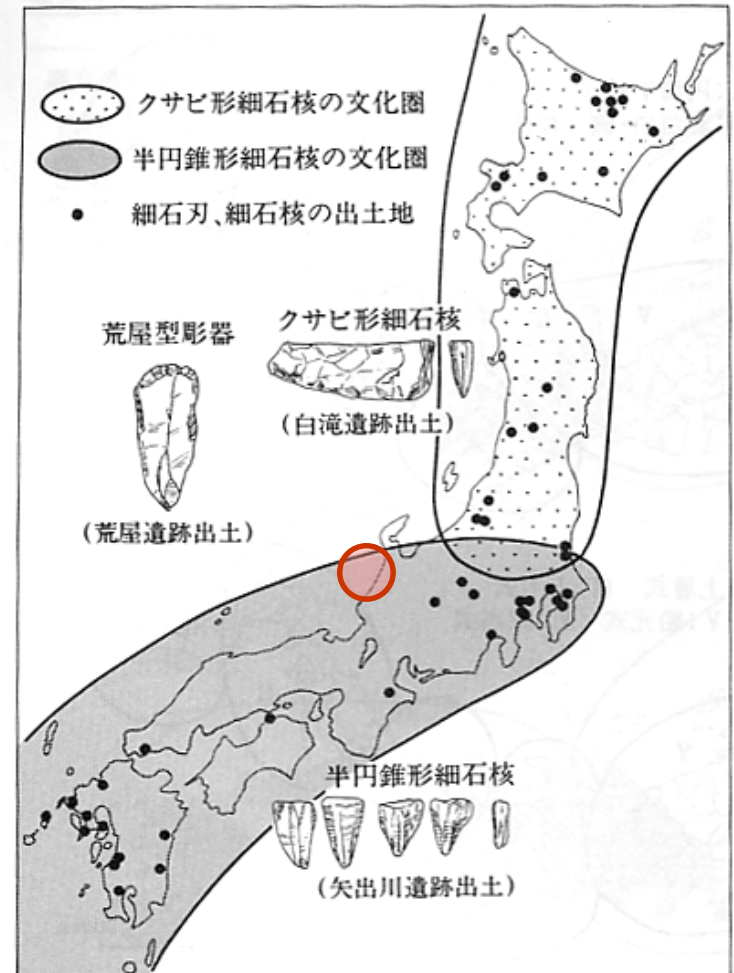 クサビ形細石核の文化圏
半円錐形細石核の文化圏
細石刃、細石核の出土地
荒屋型彫器
(荒屋遺跡出土)
クサビ形細石核
(白滝遺跡出土)
半円錐形細石核
(矢出川遺跡出土)